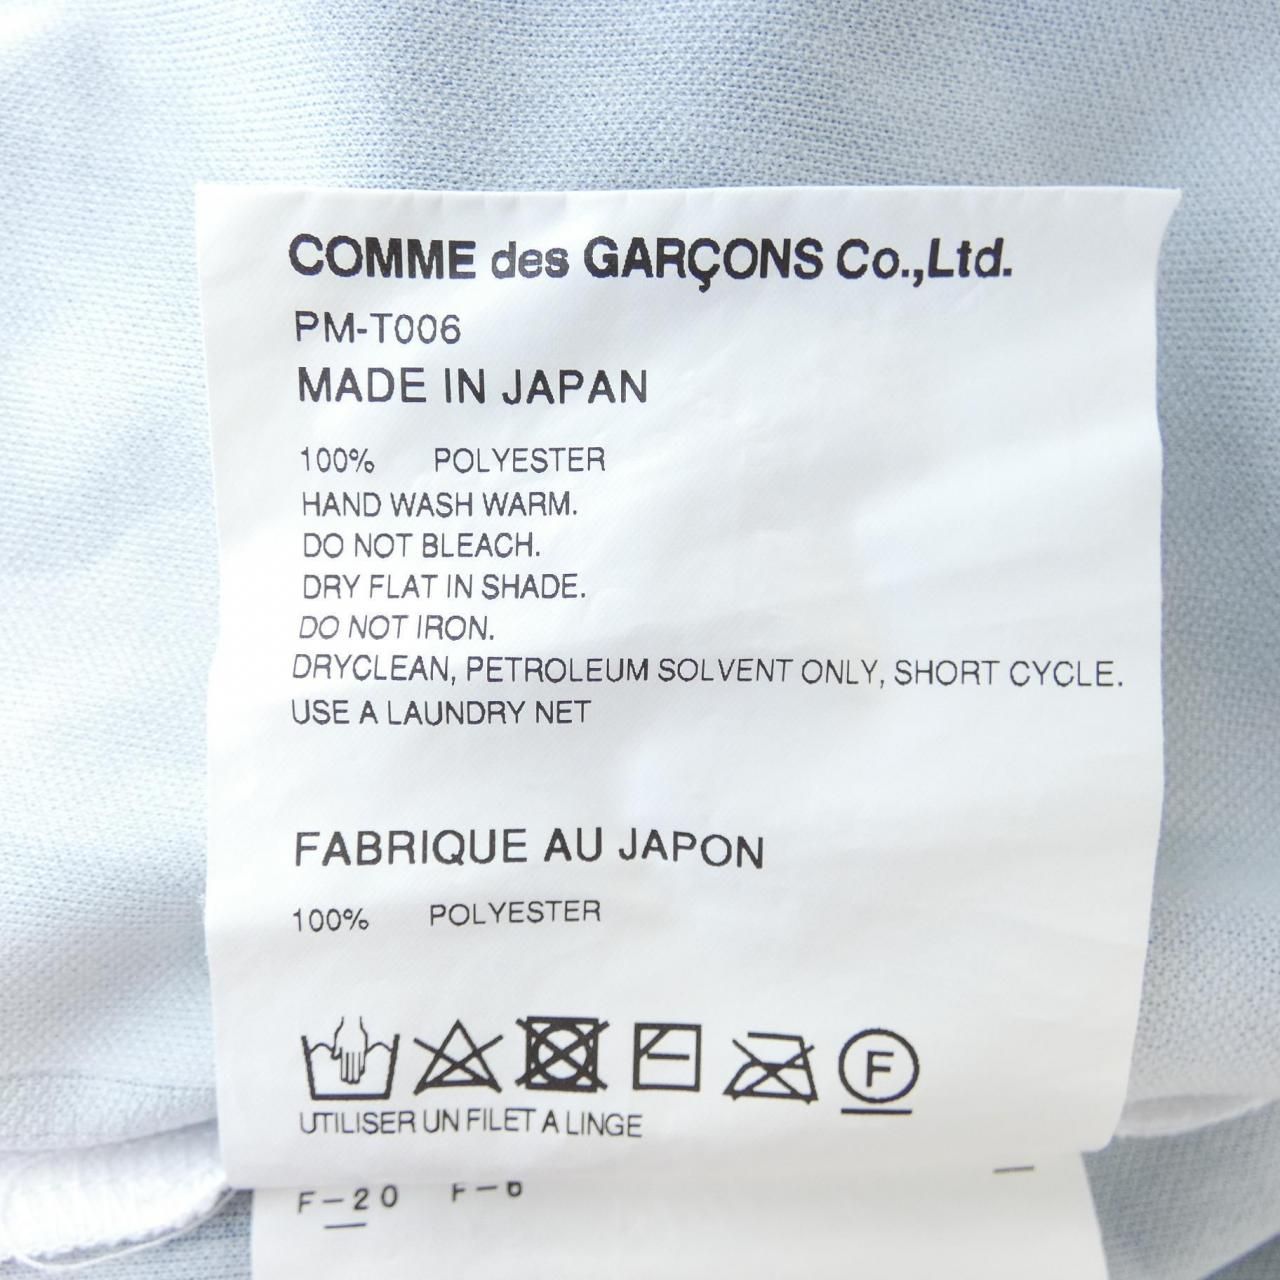 COMME des GARÇONS Co.,Ltd.
PM-T006
MADE IN JAPAN
100% POLYESTER
HAND WASH WARM.
DO NOT BLEACH.
DRY FLAT IN SHADE.
DO NOT IRON.
DRYCLEAN, PETROLEUM SOLVENT ONLY, SHORT CYCLE.
USE A LAUNDRY NET
FABRIQUE AU JAPON
100% POLYESTER
F
UTILISER UN FILET A LINGE
F-20